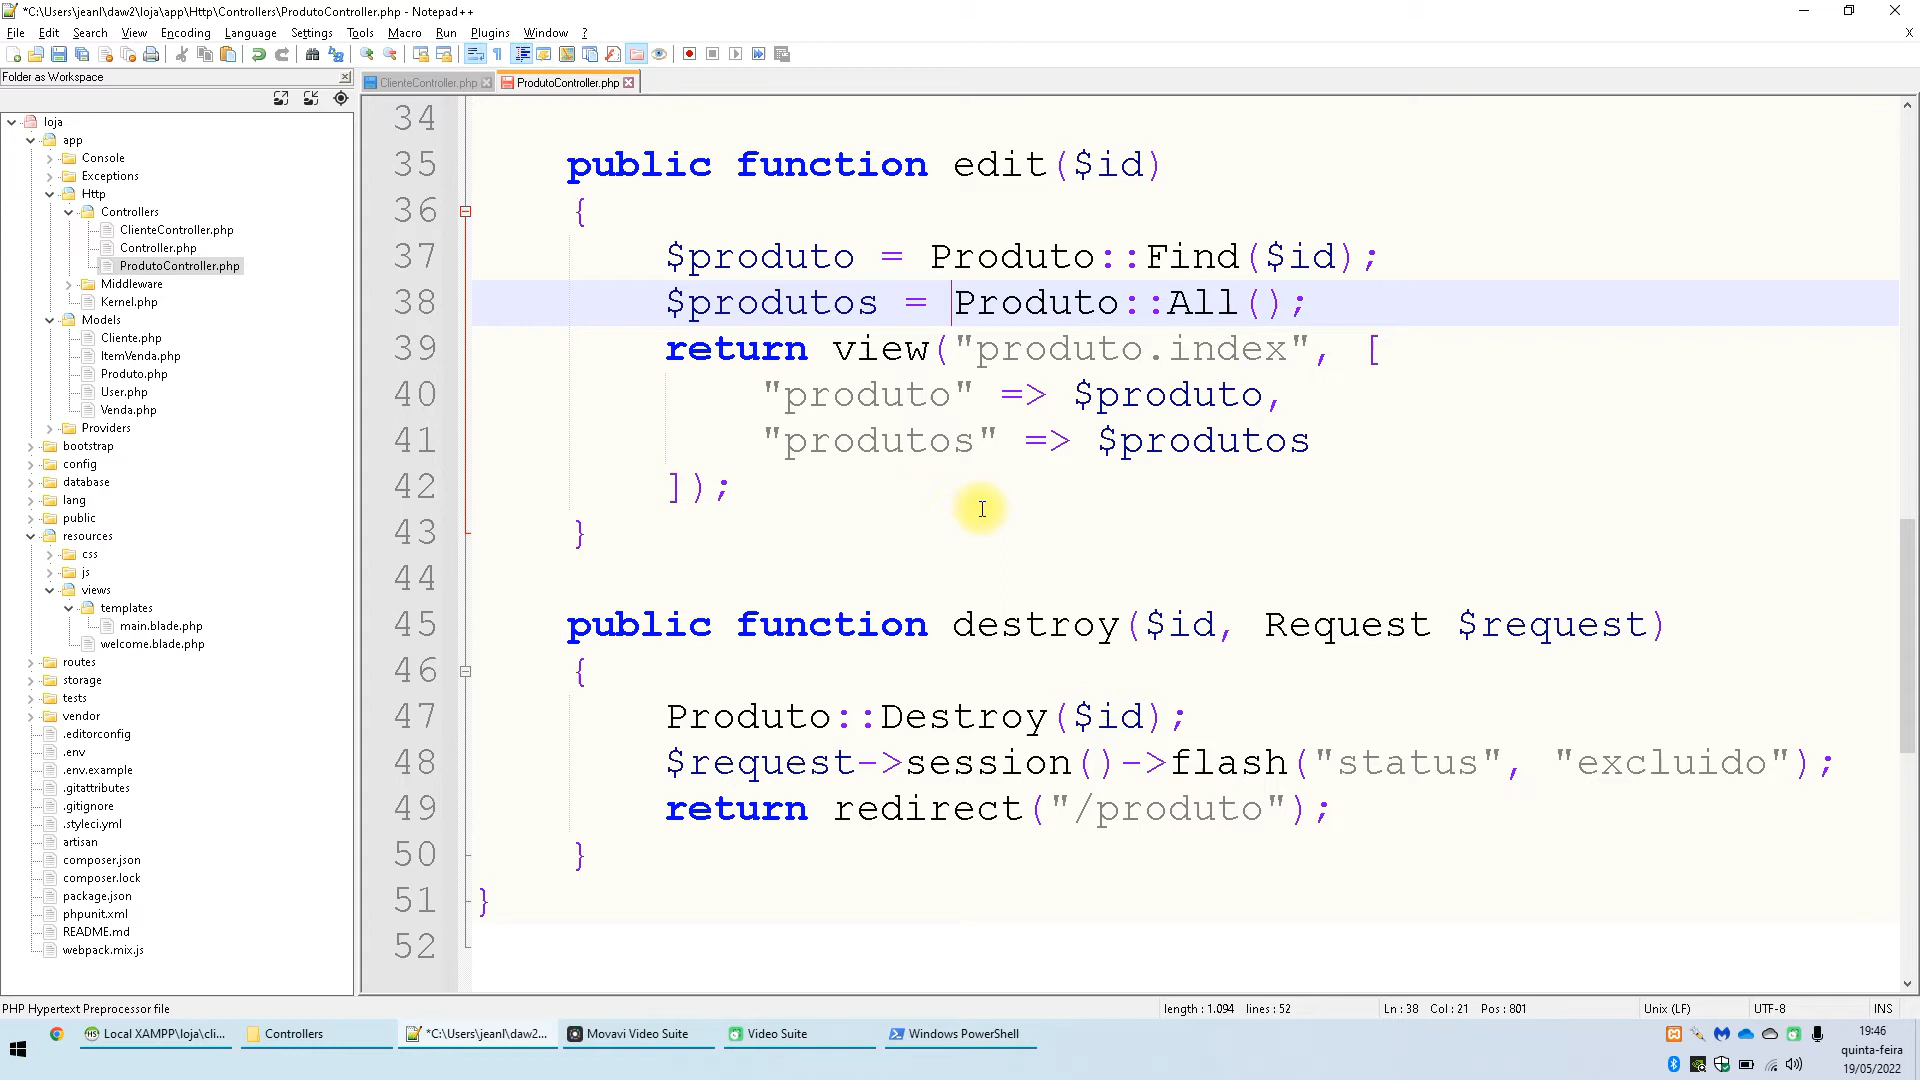 *C:\Users\jeanl\daw2\loja\app\Http\Controllers\ProdutoController.php - Notepad++
File Edit Search View Encoding Language Settings Tools Macro Run Plugins Window ? X
Folder as Workspace
ClienteController.php ProdutoController.php
loja
app
Console
Exceptions
Http
Controllers
ClienteController.php
Controller.php
ProdutoController.php
Middleware
Kernel.php
Models
Cliente.php
ItemVenda.php
Produto.php
User.php
Venda.php
Providers
bootstrap
config
database
lang
public
resources
css
js
views
templates
main.blade.php
welcome.blade.php
routes
storage
tests
vendor
.editorconfig
.env
.env.example
.gitattributes
.gitignore
.styleci.yml
artisan
composer.json
composer.lock
package.json
phpunit.xml
README.md
webpack.mix.js
34
35 public function edit($id)
36 {
37 $produto = Produto::Find($id);
38 $produtos = Produto::All();
39 return view("produto.index", [
40 "produto" => $produto,
41 "produtos" => $produtos
42 ]);
43 }
44
45 public function destroy($id, Request $request)
46 {
47 Produto::Destroy($id);
48 $request->session()->flash("status", "excluido");
49 return redirect("/produto");
50 }
51 }
52
PHP Hypertext Preprocessor file length : 1.094 lines : 52 Ln : 38 Col : 21 Pos : 801 Unix (LF) UTF-8 INS
Local XAMPP\loja\cli... Controllers *C:\Users\jeanl\daw2... Movavi Video Suite Video Suite Windows PowerShell
19:46
quinta-feira
19/05/2022